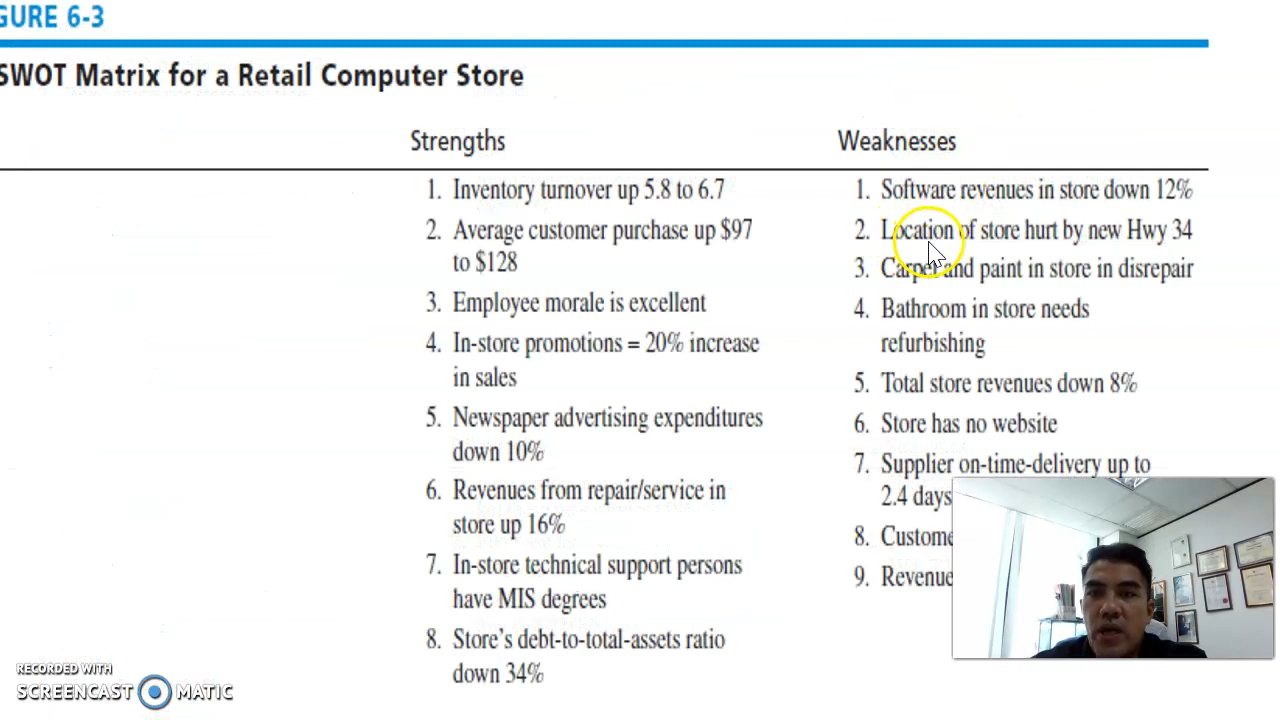 GURE 6-3
SWOT Matrix for a Retail Computer Store
Strengths
1. Inventory turnover up 5.8 to 6.7
2. Average customer purchase up $97
to $128
3. Employee morale is excellent
4. In-store promotions = 20% increase
in sales
5. Newspaper advertising expenditures
down 10%
6. Revenues from repair/service in
store up 16%
7. In-store technical support persons
have MIS degrees
8. Store's debt-to-total-assets ratio
down 34%
Weaknesses
1. Software revenues in store down 12%
2. Location of store hurt by new Hwy 34
3. Carpet and paint in store in disrepair
4. Bathroom in store needs
refurbishing
5. Total store revenues down 8%
6. Store has no website
7. Supplier on-time-delivery up to
2.4 days
8. Custome
9. Revenue
RECORDED WITH
SCREENCAST MATIC